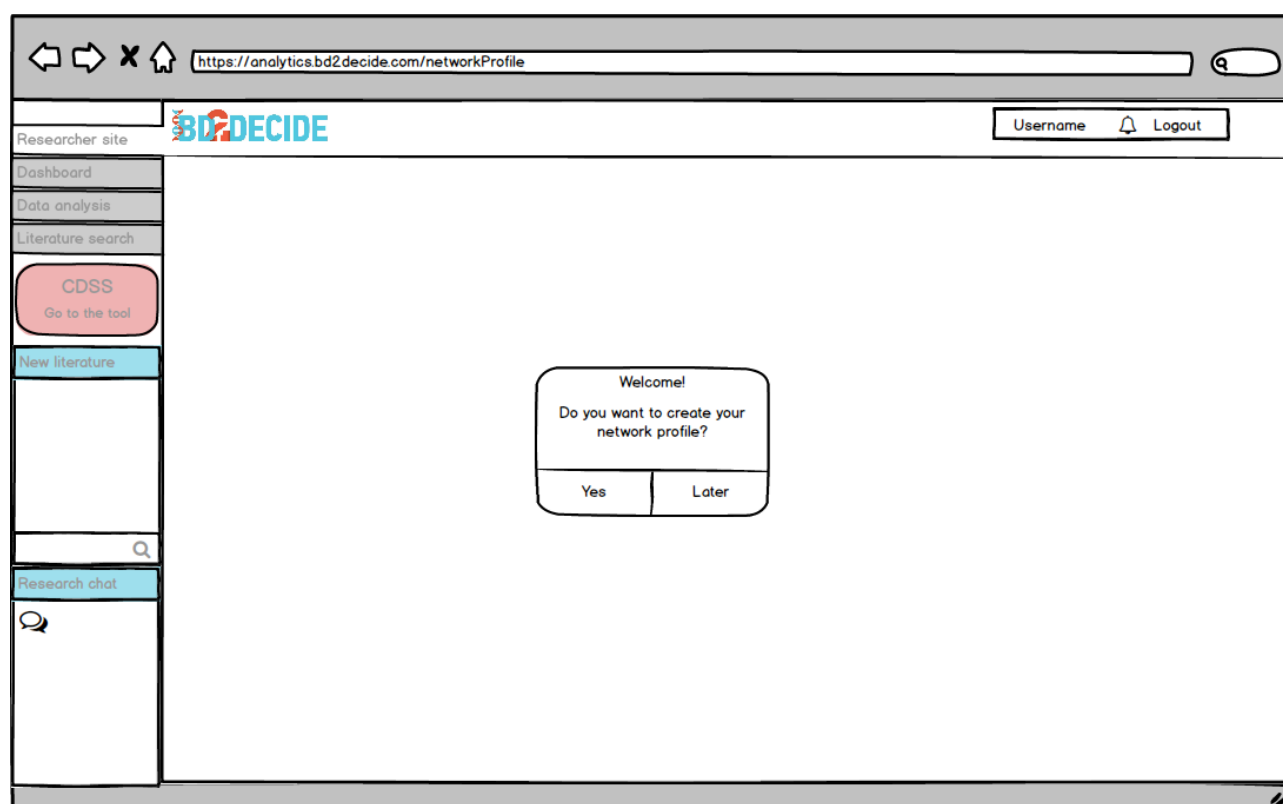 https://analytics.bd2decide.com/networkProfile
BD2DECIDE
Username Logout
Researcher site
Dashboard
Data analysis
Literature search
CDSS
Go to the tool
New literature
Research chat
Welcome!
Do you want to create your
network profile?
Yes Later